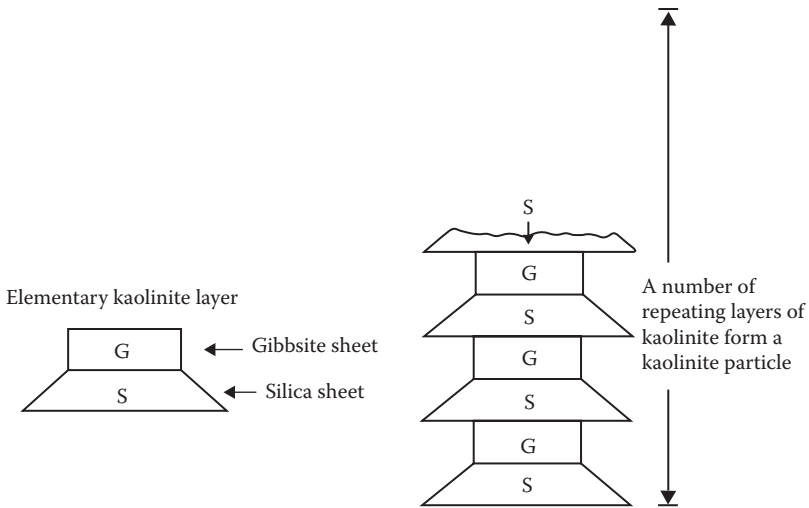 Elementary kaolinite layer
G
Gibbsite sheet
S
Silica sheet
S
G
S
G
S
G
S
A number of
repeating layers of
kaolinite form a
kaolinite particle